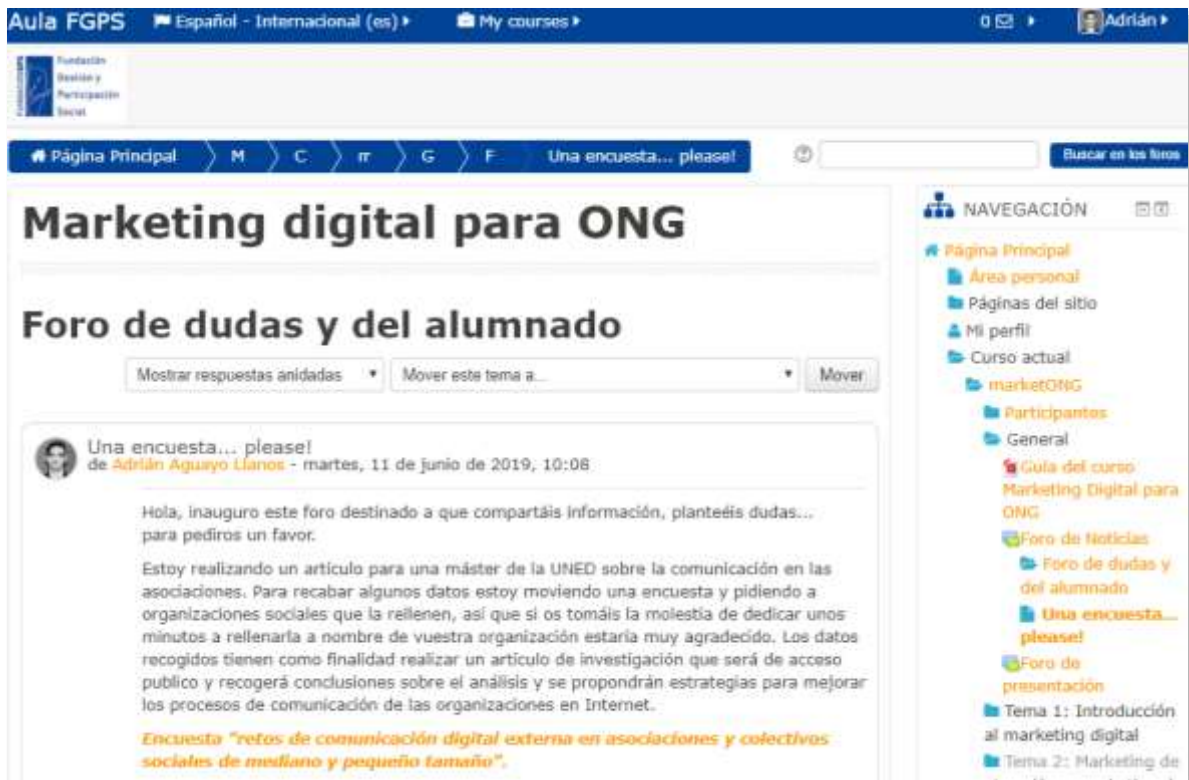 Aula FGPS Español - Internacional (es) My courses 0 Adrián
Fundación
Gestión y
Participación
Social
Página Principal M C m G F Una encuesta... please! Buscar en los foros
Marketing digital para ONG
Foro de dudas y del alumnado
Mostrar respuestas anidadas Mover este tema a... Mover
Una encuesta... please!
de Adrián Aguayo Llanos - martes, 11 de junio de 2019, 10:08
Hola, inauguro este foro destinado a que compartáis información, planteéis dudas...
para pediros un favor.
Estoy realizando un artículo para una máster de la UNED sobre la comunicación en las
asociaciones. Para recabar algunos datos estoy moviendo una encuesta y pidiendo a
organizaciones sociales que la rellenen, así que si os tomáis la molestia de dedicar unos
minutos a rellenarla a nombre de vuestra organización estaría muy agradecido. Los datos
recogidos tienen como finalidad realizar un artículo de investigación que será de acceso
publico y recogerá conclusiones sobre el análisis y se propondrán estrategias para mejorar
los procesos de comunicación de las organizaciones en Internet.
Encuesta "retos de comunicación digital externa en asociaciones y colectivos
sociales de mediano y pequeño tamaño".
NAVEGACIÓN
Página Principal
Área personal
Páginas del sitio
Mi perfil
Curso actual
marketONG
Participantes
General
Guía del curso
Marketing Digital para
ONG
Foro de Noticias
Foro de dudas y
del alumnado
Una encuesta...
please!
Foro de
presentación
Tema 1: Introducción
al marketing digital
Tema 2: Marketing de